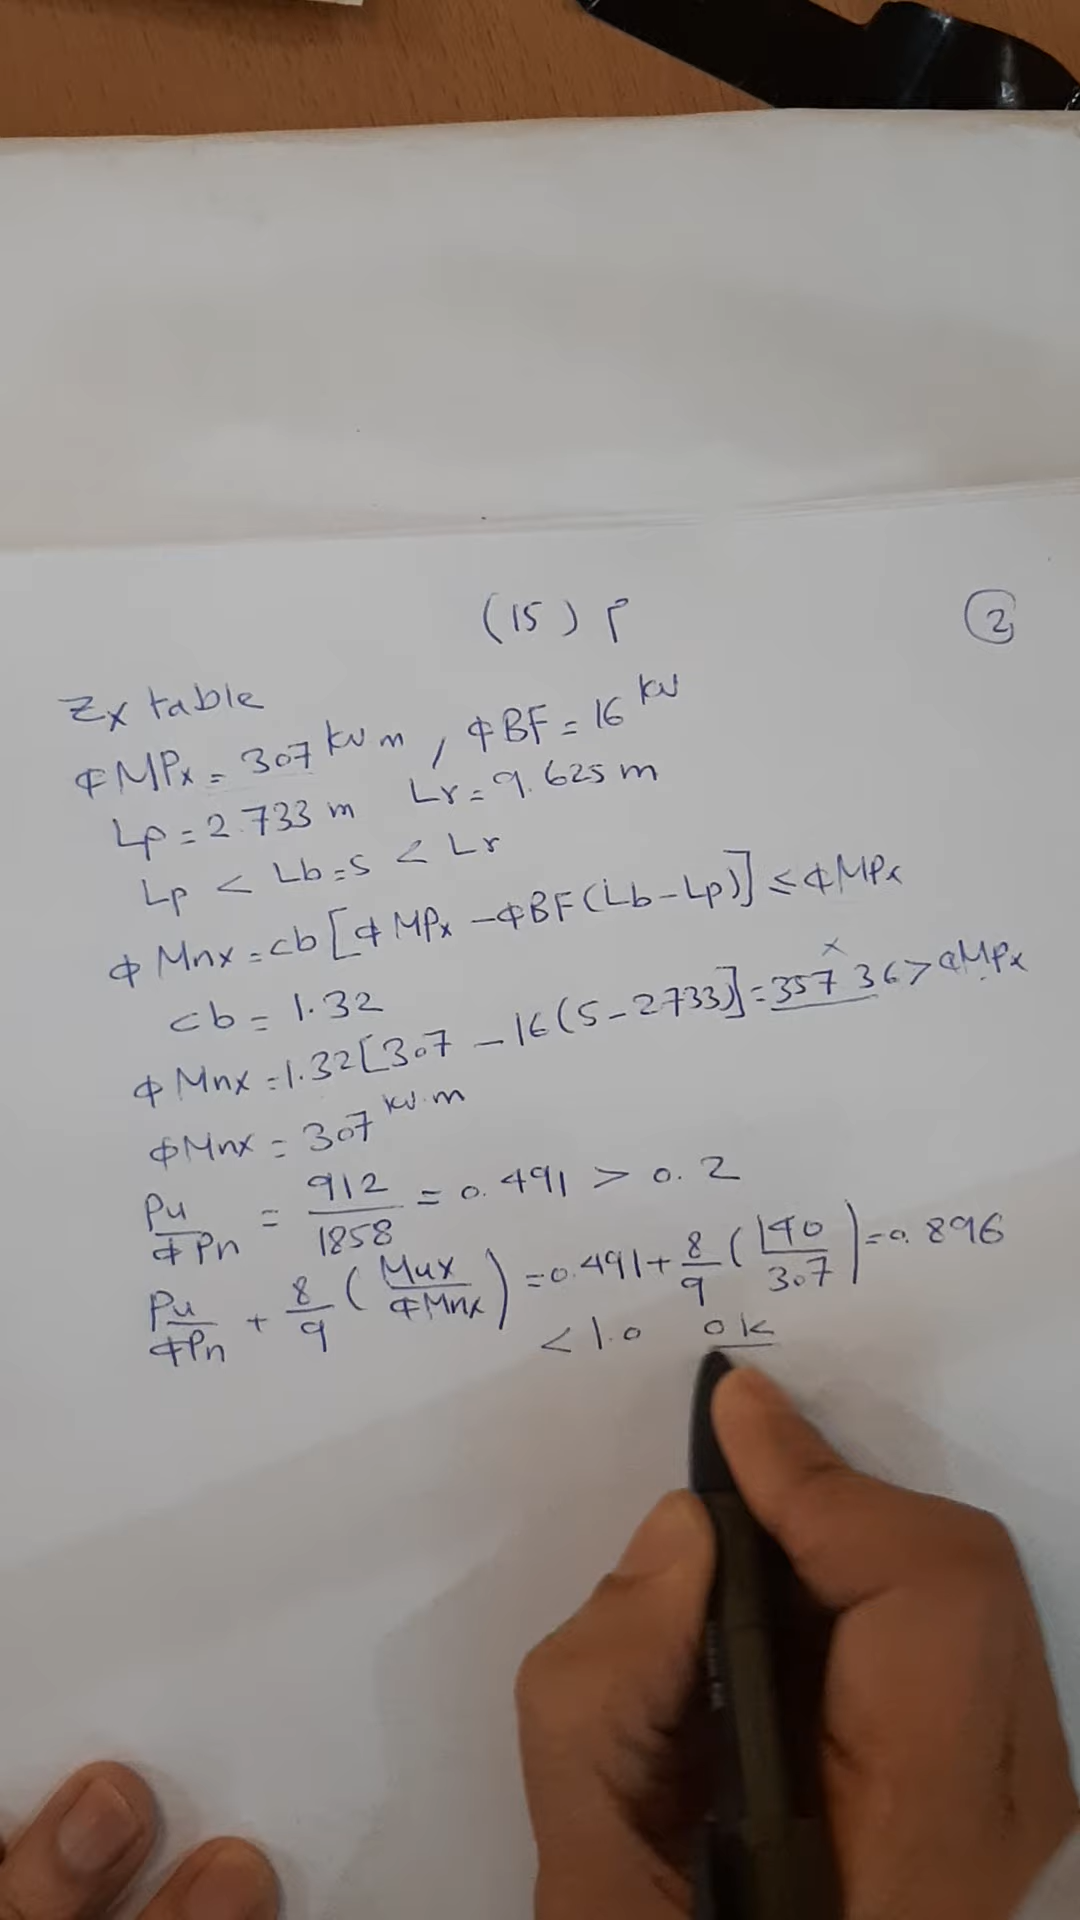 (15) م
②
Zx table
ΦMPx = 307 kN m , ΦBF = 16 kN
Lp = 2.733 m Lr = 9.625 m
Lp < Lb=5 < Lr
Φ Mnx = cb [Φ MPx - ΦBF (Lb-Lp)] ≤ ΦMPx
cb = 1.32
Φ Mnx = 1.32 [307 - 16 (5 - 2.733)] = 357.36 > ΦMPx
x
ΦMnx = 307 kN.m
Pu/ΦPn = 912/1858 = 0.491 > 0.2
Pu/ΦPn + 8/9 (Mux/ΦMnx) = 0.491 + 8/9 (140/307) = 0.896
< 1.0 ok